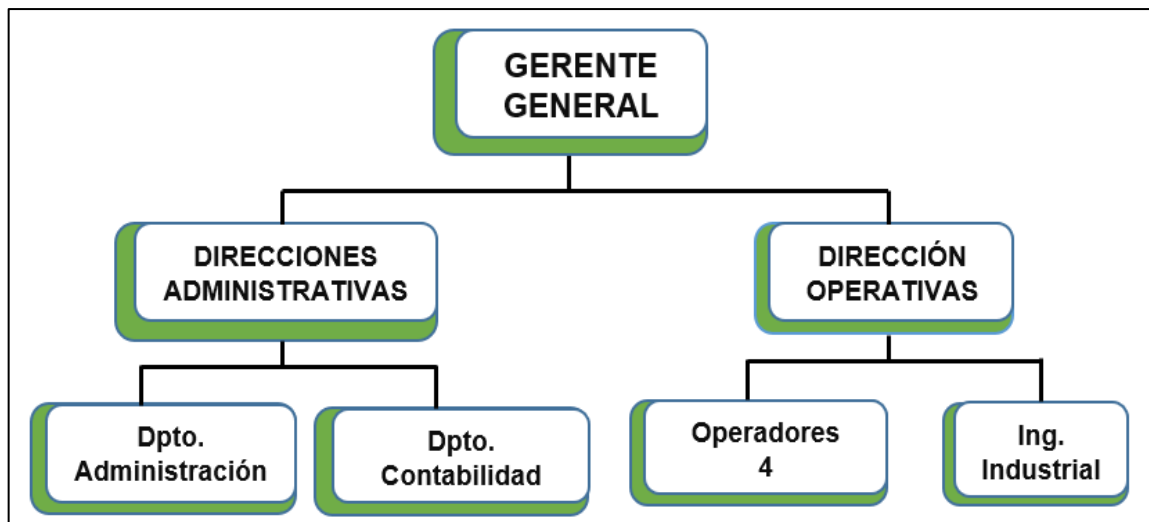 GERENTE
GENERAL
DIRECCIONES
ADMINISTRATIVAS
DIRECCIÓN
OPERATIVAS
Dpto.
Administración
Dpto.
Contabilidad
Operadores
4
Ing.
Industrial